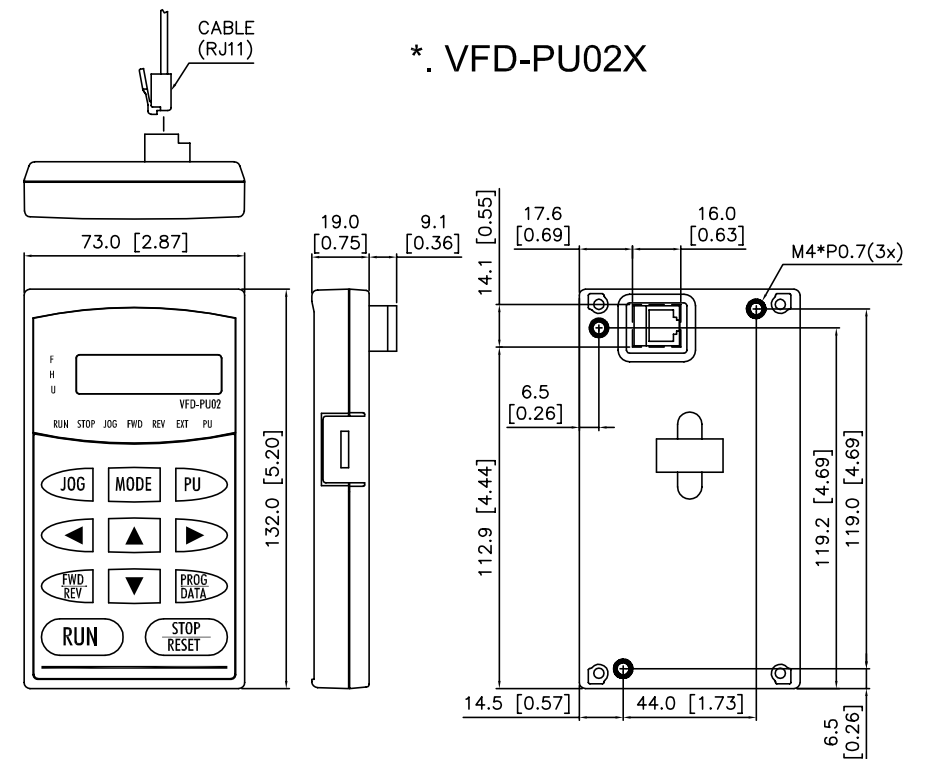 CABLE
(RJ11)
*. VFD-PU02X
73.0 [2.87]
19.0
[0.75]
9.1
[0.36]
14.1 [0.55]
17.6
[0.69]
16.0
[0.63]
M4*P0.7(3x)
F
H
U
VFD-PU02
RUN STOP JOG FWD REV EXT PU
JOG MODE PU
◀ ▲ ▶
FWD
REV
▼
PROG
DATA
RUN
STOP
RESET
132.0 [5.20]
6.5
[0.26]
112.9 [4.44]
119.2 [4.69]
119.0 [4.69]
14.5 [0.57]
44.0 [1.73]
6.5
[0.26]